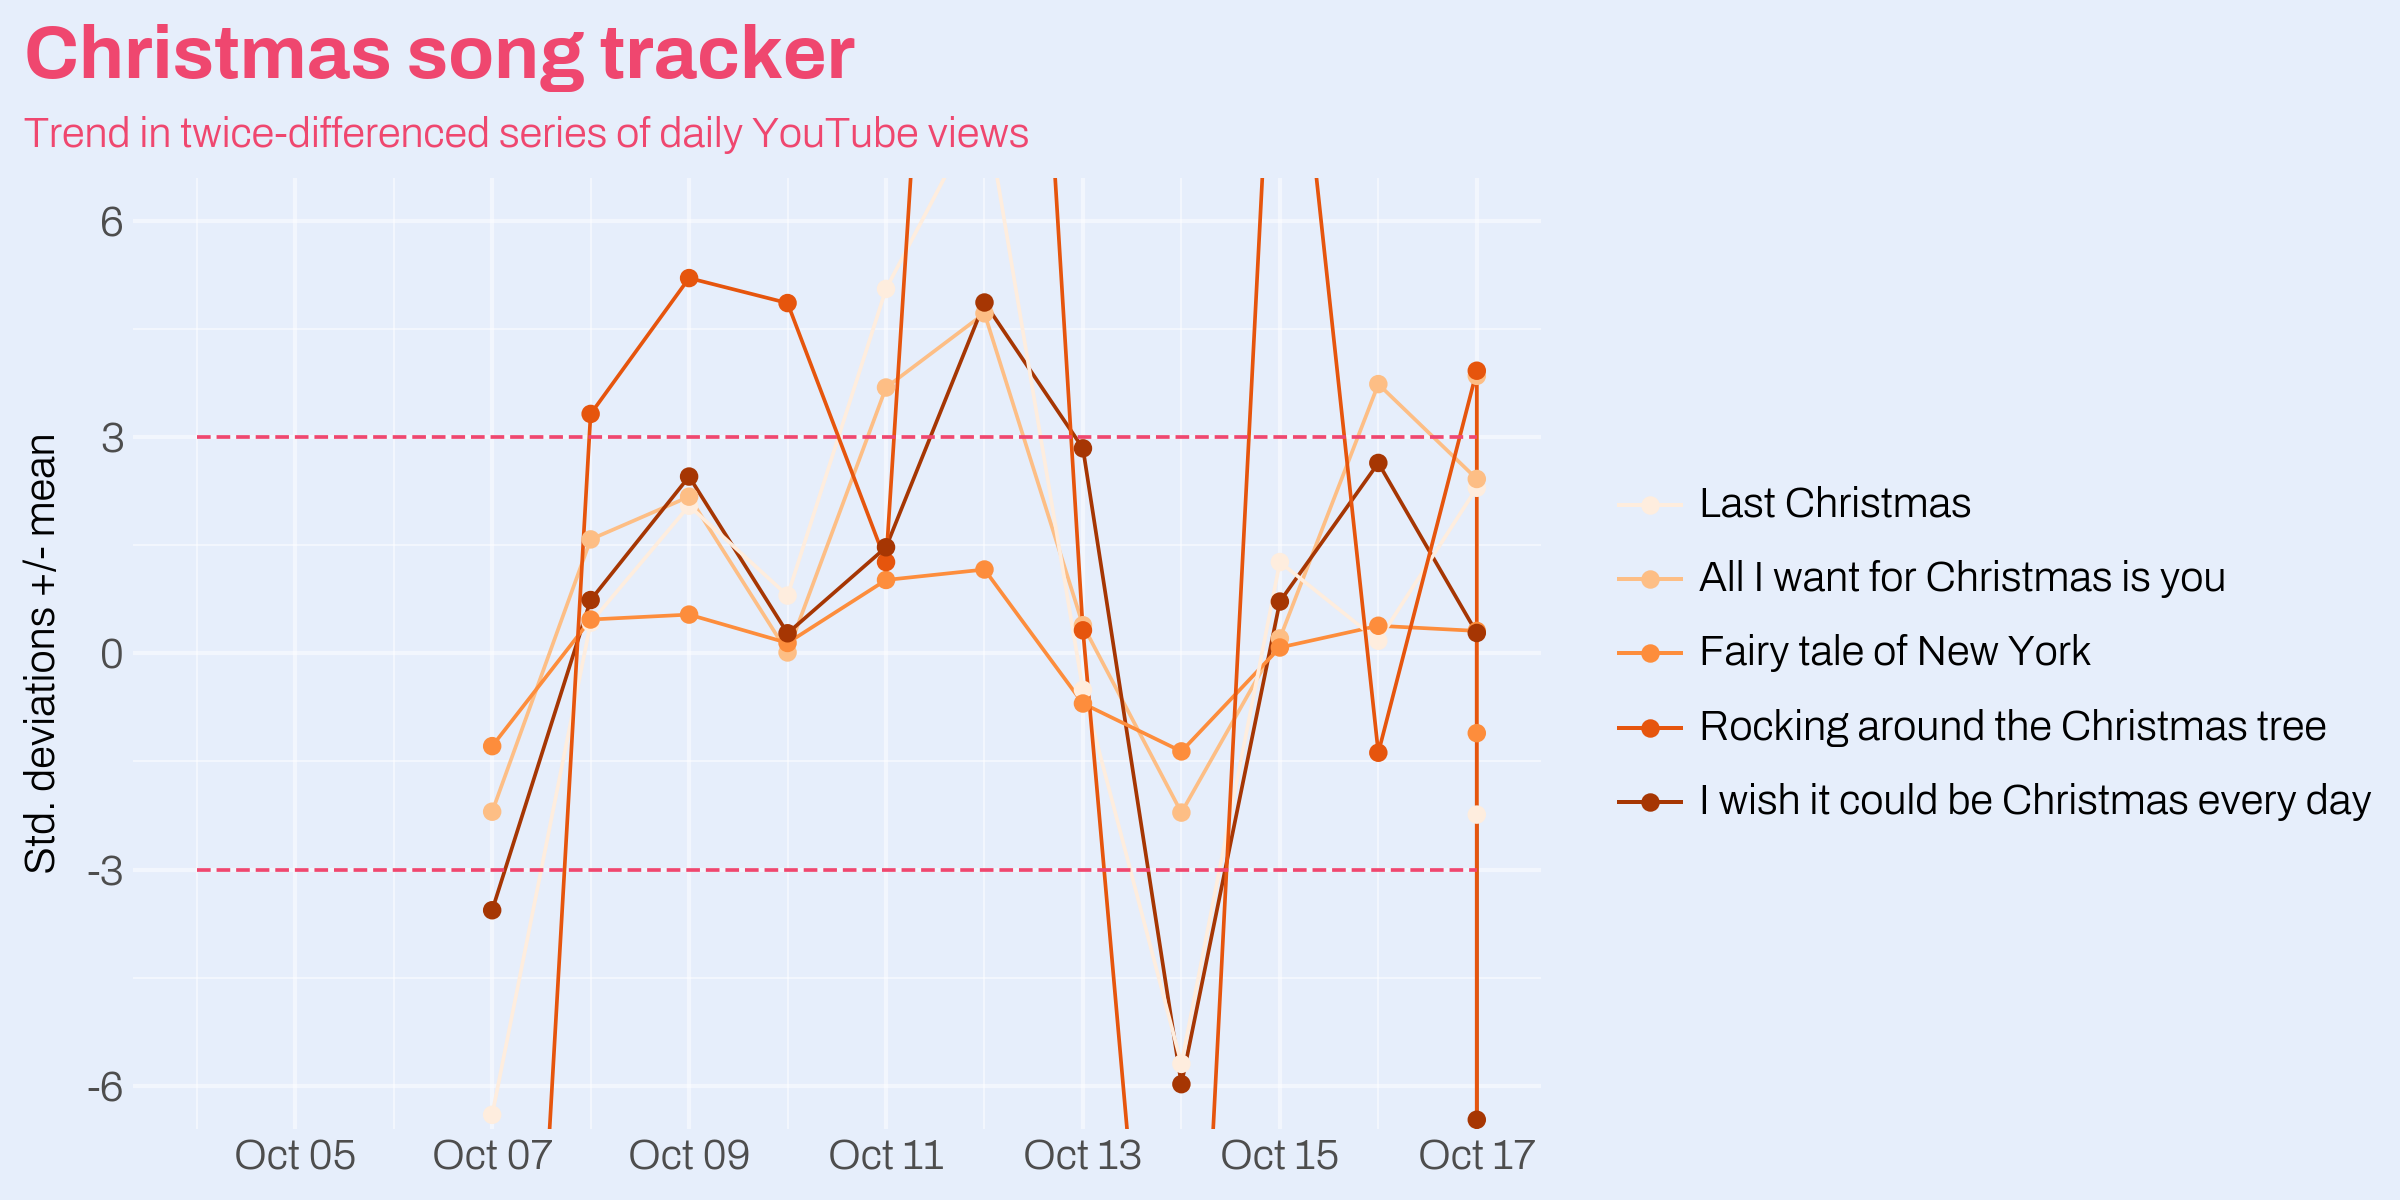 Christmas song tracker
Trend in twice-differenced series of daily YouTube views
Std. deviations +/- mean
6
3
0
-3
-6
Oct 05
Oct 07
Oct 09
Oct 11
Oct 13
Oct 15
Oct 17
Last Christmas
All I want for Christmas is you
Fairy tale of New York
Rocking around the Christmas tree
I wish it could be Christmas every day